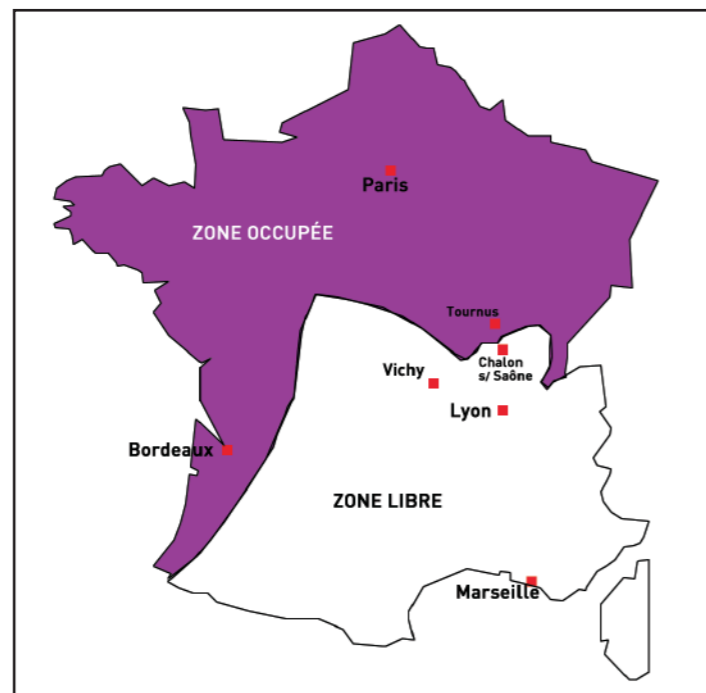 Paris
ZONE OCCUPÉE
Tournus
Chalon
s/ Saône
Vichy
Lyon
Bordeaux
ZONE LIBRE
Marseille